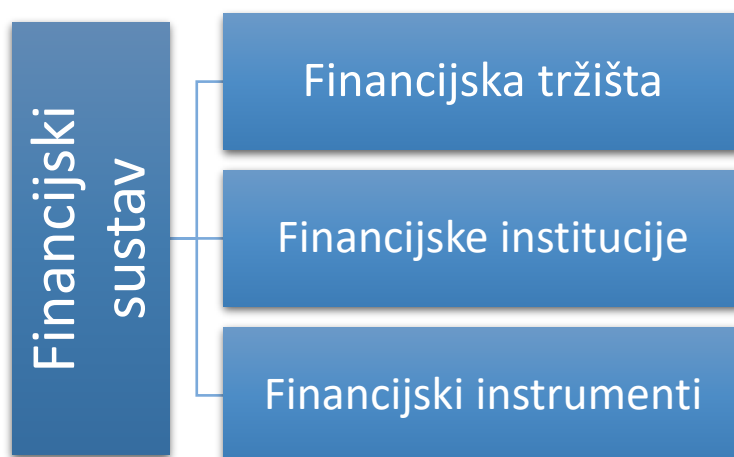 Financijski
sustav
Financijska tržišta
Financijske institucije
Financijski instrumenti